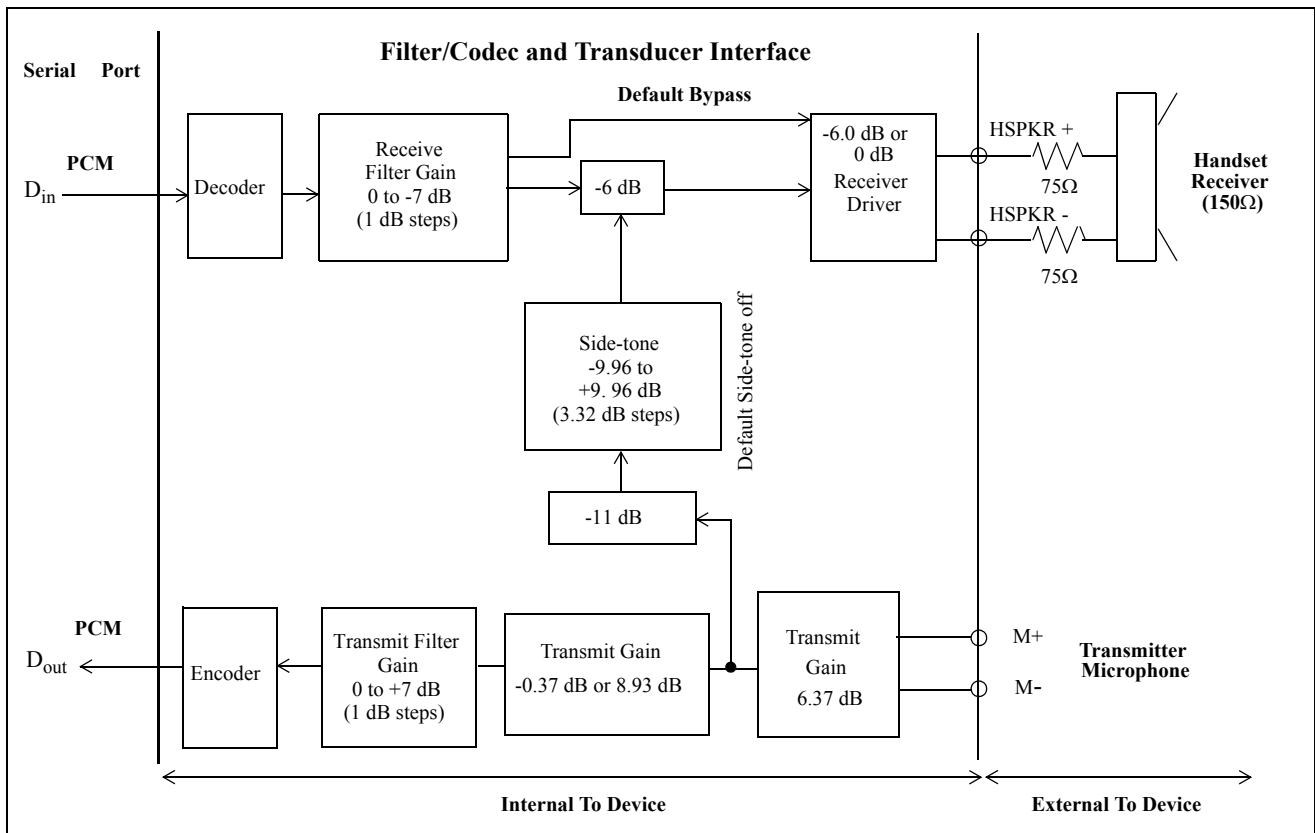 Filter/Codec and Transducer Interface
Serial Port
Default Bypass
PCM
Din
Decoder
Receive
Filter Gain
0 to -7 dB
(1 dB steps)
-6 dB
-6.0 dB or
0 dB
Receiver
Driver
HSPKR +
75Ω
HSPKR -
75Ω
Handset
Receiver
(150Ω)
Side-tone
-9.96 to
+9. 96 dB
(3.32 dB steps)
Default Side-tone off
-11 dB
PCM
Dout
Encoder
Transmit Filter
Gain
0 to +7 dB
(1 dB steps)
Transmit Gain
-0.37 dB or 8.93 dB
Transmit
Gain
6.37 dB
M+
M-
Transmitter
Microphone
Internal To Device
External To Device